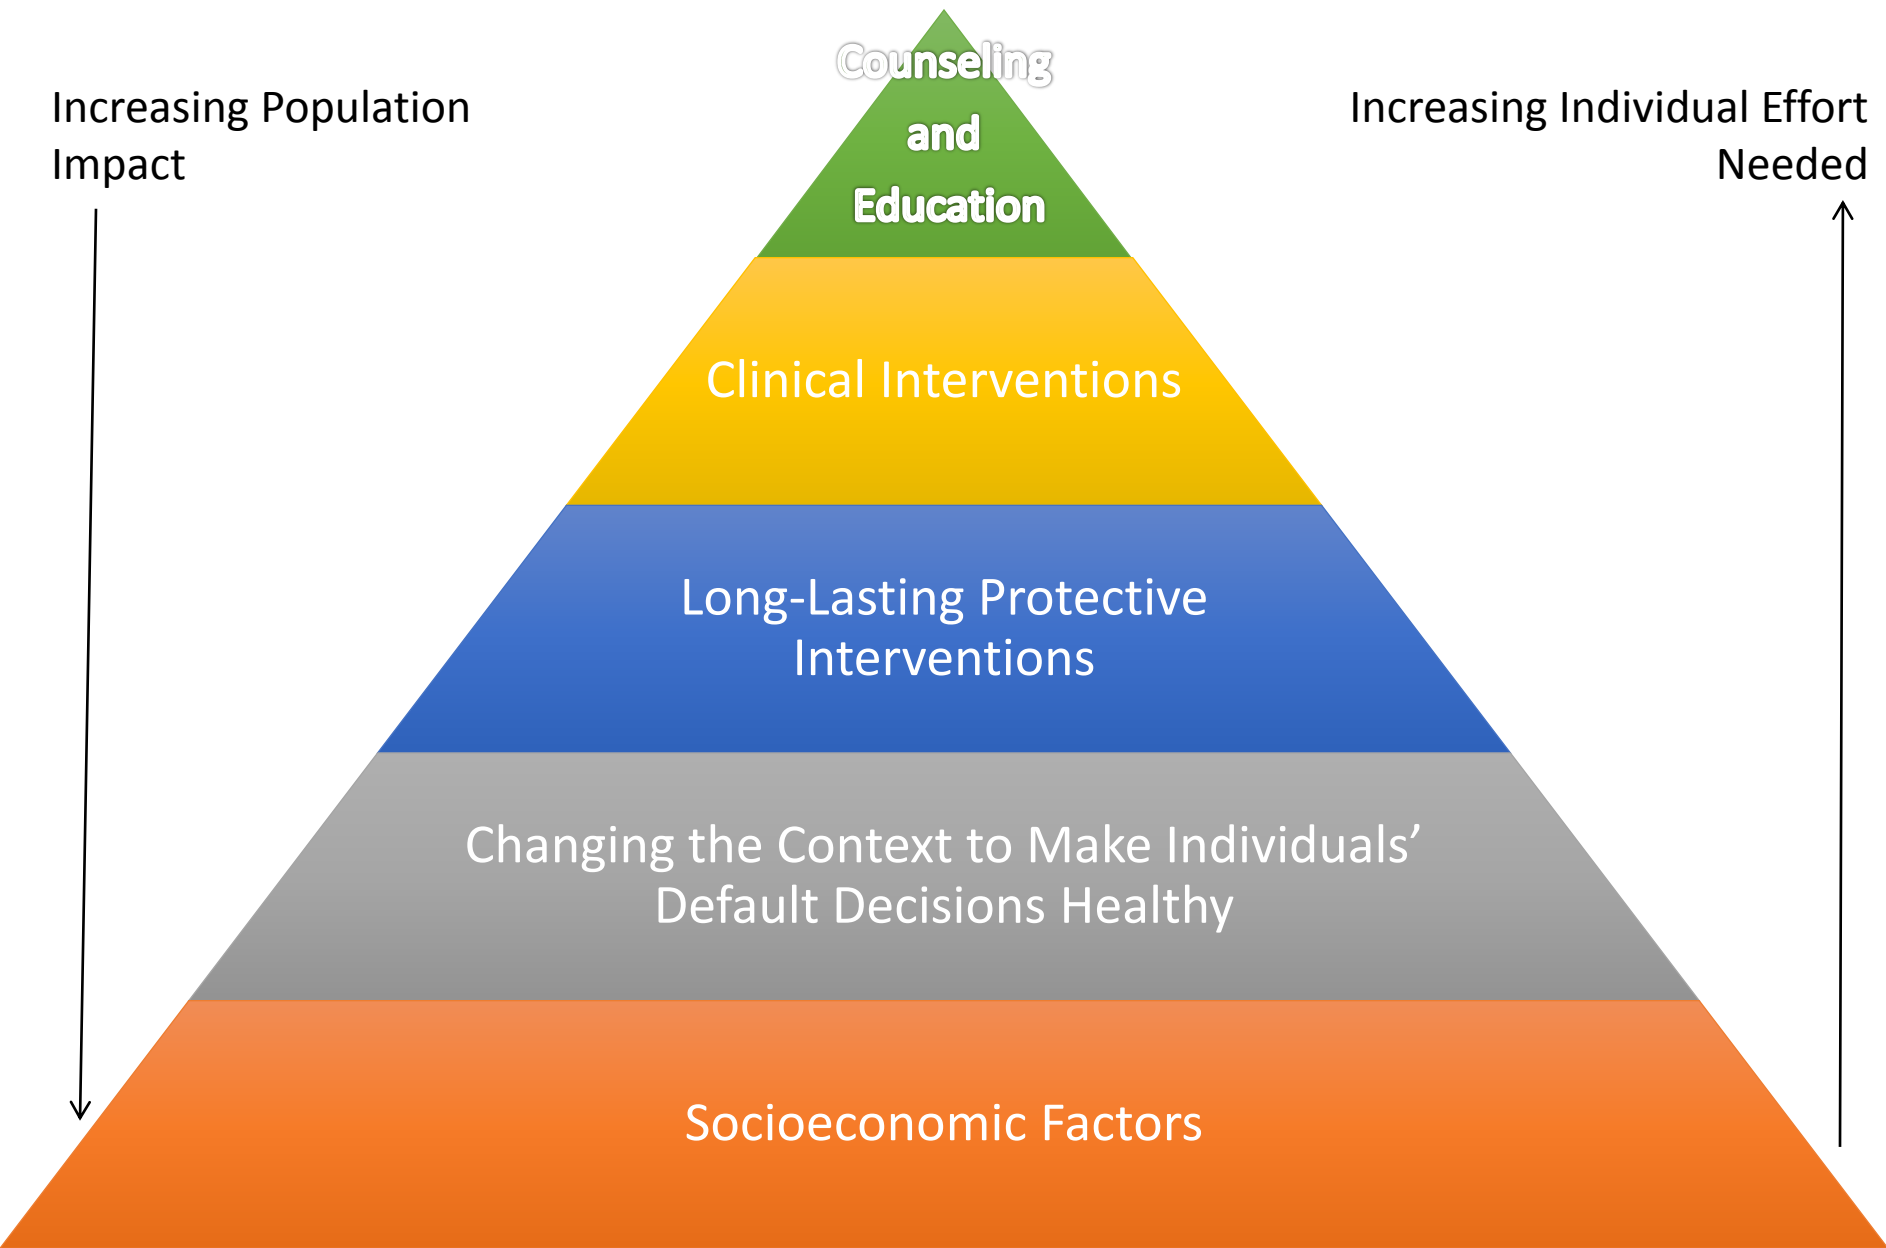 Increasing Population
Impact
Increasing Individual Effort
Needed
Counseling
and
Education
Clinical Interventions
Long-Lasting Protective
Interventions
Changing the Context to Make Individuals’
Default Decisions Healthy
Socioeconomic Factors